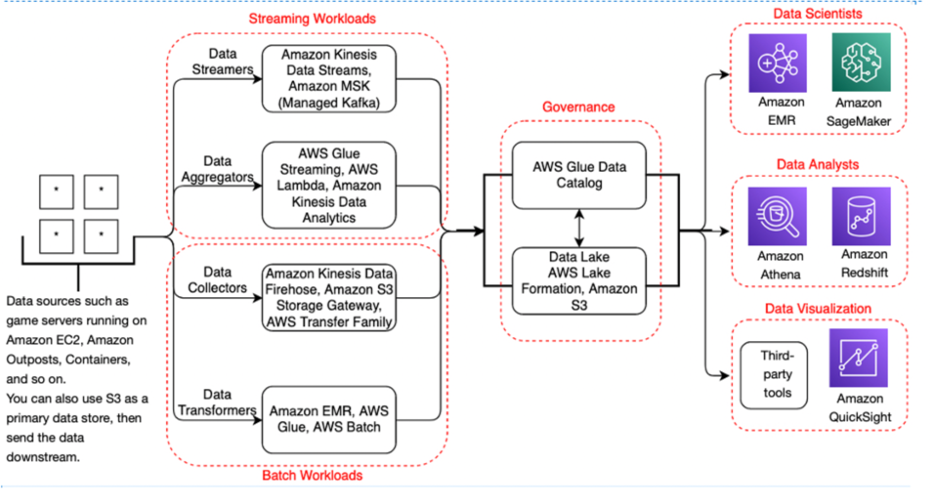 Streaming Workloads
Data
Streamers
Amazon Kinesis
Data Streams,
Amazon MSK
(Managed Kafka)
Data
Aggregators
AWS Glue
Streaming, AWS
Lambda, Amazon
Kinesis Data
Analytics
*
*
*
*
Data sources such as
game servers running on
Amazon EC2, Amazon
Outposts, Containers,
and so on.
You can also use S3 as a
primary data store, then
send the data
downstream.
Data
Collectors
Amazon Kinesis Data
Firehose, Amazon S3
Storage Gateway,
AWS Transfer Family
Data
Transformers
Amazon EMR, AWS
Glue, AWS Batch
Batch Workloads
Governance
AWS Glue Data
Catalog
Data Lake
AWS Lake
Formation, Amazon
S3
Data Scientists
Amazon
EMR
Amazon
SageMaker
Data Analysts
Amazon
Athena
Amazon
Redshift
Data Visualization
Third-
party
tools
Amazon
QuickSight